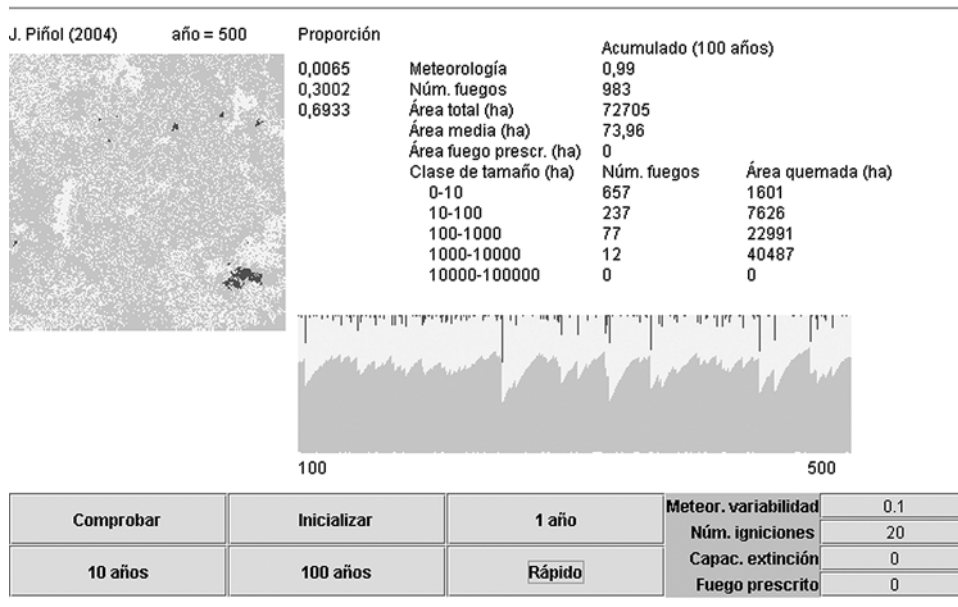 J. Piñol (2004) año = 500 Proporción
Acumulado (100 años)
0,0065 Meteorología 0,99
0,3002 Núm. fuegos 983
0,6933 Área total (ha) 72705
Área media (ha) 73,96
Área fuego prescr. (ha) 0
Clase de tamaño (ha) Núm. fuegos Área quemada (ha)
0-10 657 1601
10-100 237 7626
100-1000 77 22991
1000-10000 12 40487
10000-100000 0 0
100 500
Comprobar Inicializar 1 año
10 años 100 años Rápido
Meteor. variabilidad 0.1
Núm. igniciones 20
Capac. extinción 0
Fuego prescrito 0